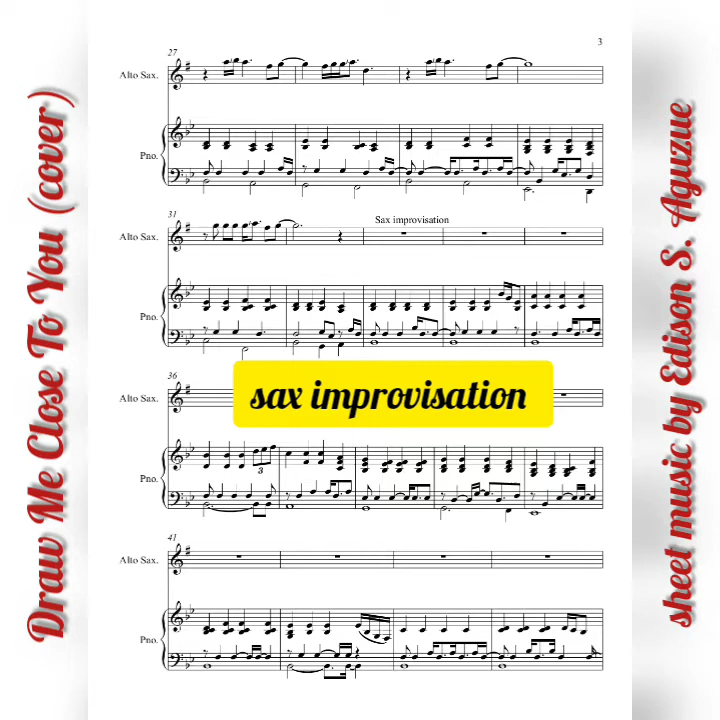 Draw Me Close To You (cover)
3
27
Alto Sax.
Pno.
31
Sax improvisation
Alto Sax.
Pno.
36
Alto Sax.
sax improvisation
3
Pno.
41
Alto Sax.
Pno.
sheet music by Edison S. Aguzue